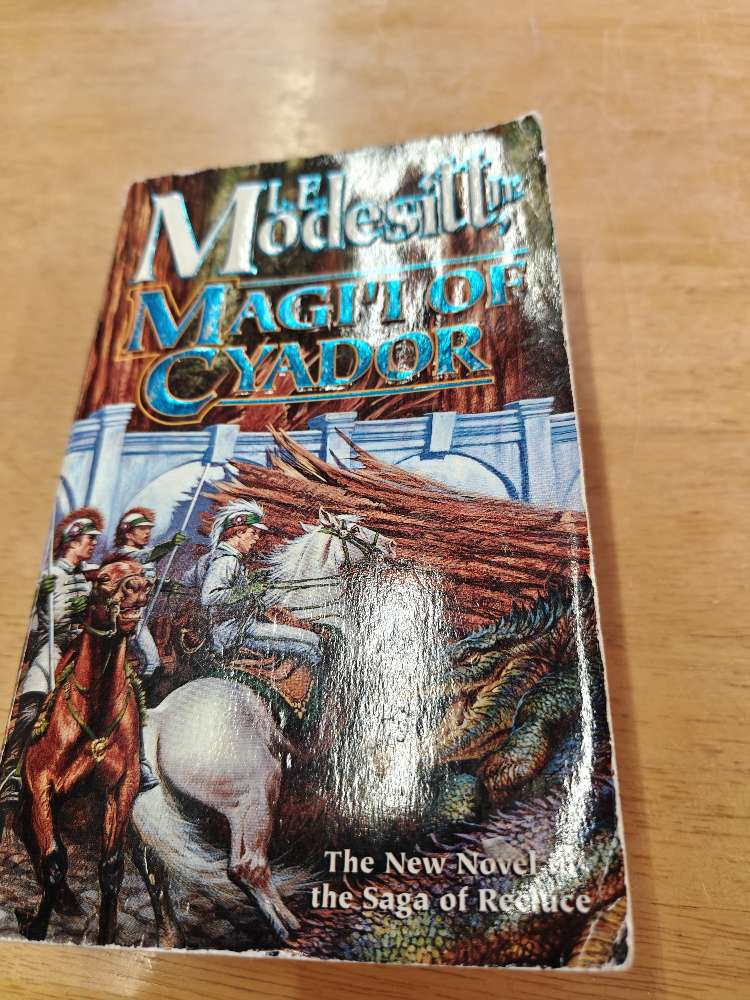 L.E.
Modesitt, Jr.
MAGI'I OF
CYADOR
The New Novel
the Saga of Recluce